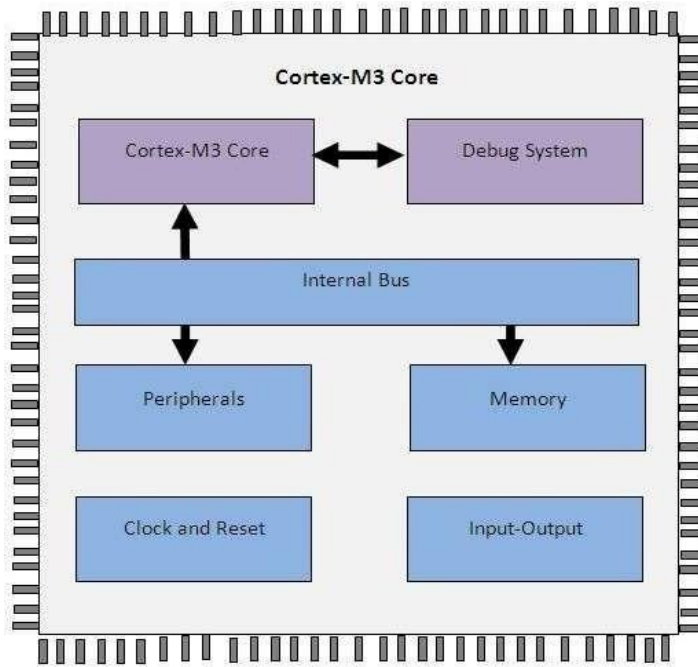 Cortex-M3 Core
Cortex-M3 Core
Debug System
Internal Bus
Peripherals
Memory
Clock and Reset
Input-Output